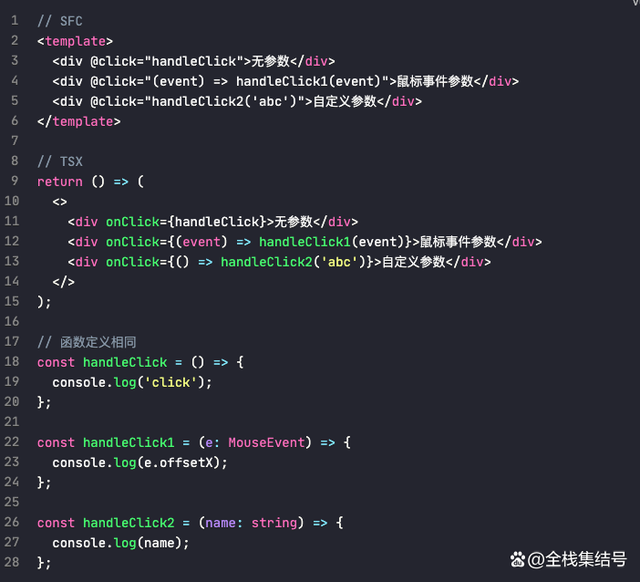 1 // SFC
2 <template>
3   <div @click="handleClick">无参数</div>
4   <div @click="(event) => handleClick1(event)">鼠标事件参数</div>
5   <div @click="handleClick2('abc')">自定义参数</div>
6 </template>
7
8 // TSX
9 return () => (
10   <>
11     <div onClick={handleClick}>无参数</div>
12     <div onClick={(event) => handleClick1(event)}>鼠标事件参数</div>
13     <div onClick={() => handleClick2('abc')}>自定义参数</div>
14   </>
15 );
16
17 // 函数定义相同
18 const handleClick = () => {
19   console.log('click');
20 };
21
22 const handleClick1 = (e: MouseEvent) => {
23   console.log(e.offsetX);
24 };
25
26 const handleClick2 = (name: string) => {
27   console.log(name);
28 };
@全栈集结号